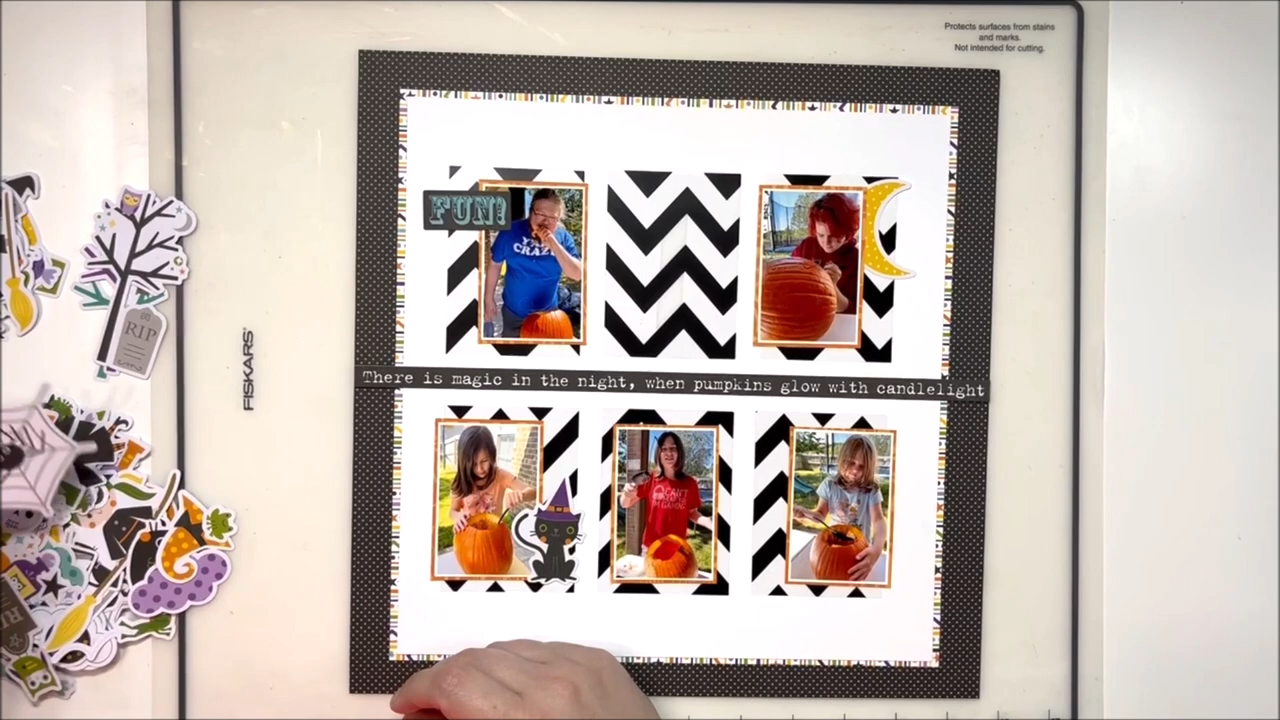 Protects surfaces from stains
and marks.
Not intended for cutting.
FUN!
CRAZY
RIP
FISKARS
There is magic in the night, when pumpkins glow with candlelight